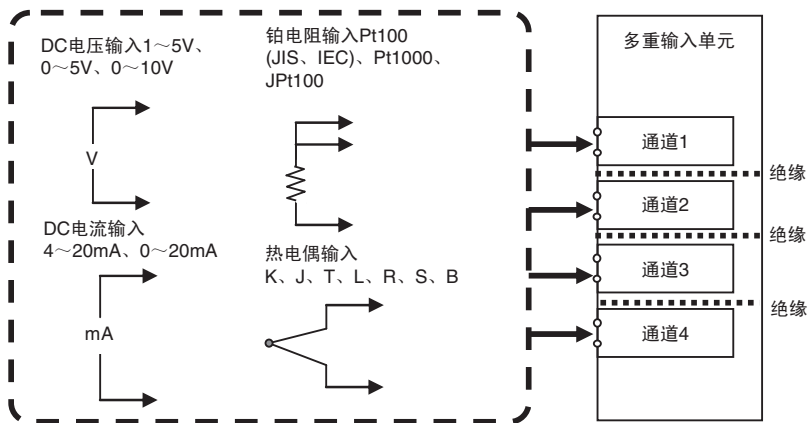 DC电压输入1～5V、
0～5V、0～10V
V
DC电流输入
4～20mA、0～20mA
mA
铂电阻输入Pt100
(JIS、IEC)、Pt1000、
JPt100
热电偶输入
K、J、T、L、R、S、B
多重输入单元
通道1
绝缘
通道2
绝缘
通道3
绝缘
通道4